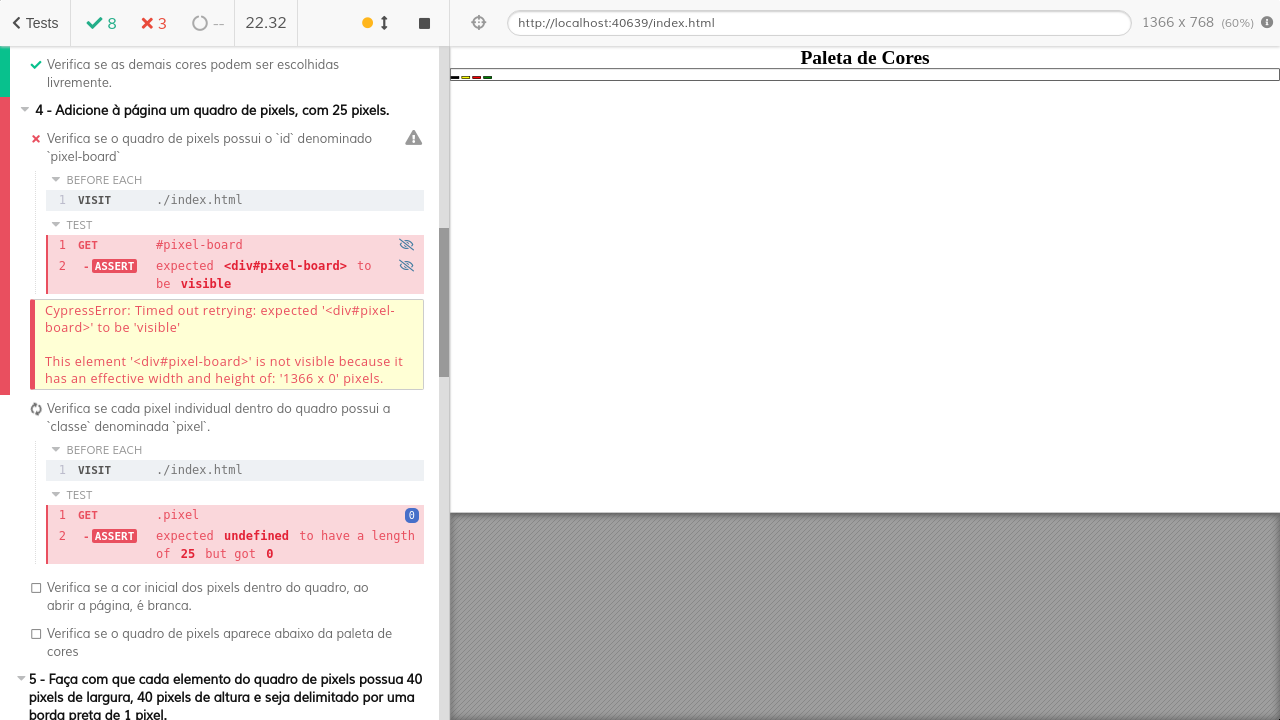 Tests 8 3 -- 22.32
http://localhost:40639/index.html 1366 x 768 (60%)
Verifica se as demais cores podem ser escolhidas
livremente.
4 - Adicione à página um quadro de pixels, com 25 pixels.
Verifica se o quadro de pixels possui o `id` denominado
`pixel-board`
BEFORE EACH
1 VISIT ./index.html
TEST
1 GET #pixel-board
2 -ASSERT expected <div#pixel-board> to
be visible
CypressError: Timed out retrying: expected '<div#pixel-
board>' to be 'visible'
This element '<div#pixel-board>' is not visible because it
has an effective width and height of: '1366 x 0' pixels.
Verifica se cada pixel individual dentro do quadro possui a
`classe` denominada `pixel`.
BEFORE EACH
1 VISIT ./index.html
TEST
1 GET .pixel 0
2 -ASSERT expected undefined to have a length
of 25 but got 0
Verifica se a cor inicial dos pixels dentro do quadro, ao
abrir a página, é branca.
Verifica se o quadro de pixels aparece abaixo da paleta de
cores
5 - Faça com que cada elemento do quadro de pixels possua 40
pixels de largura, 40 pixels de altura e seja delimitado por uma
borda preta de 1 pixel.
Paleta de Cores